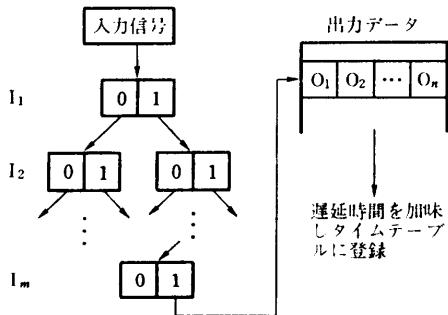 入力信号
出力データ
I₁
0 1
O₁ O₂ … Oₙ
I₂
0 1
0 1
遅延時間を加味
しタイムテーブ
ルに登録
Iₘ
0 1